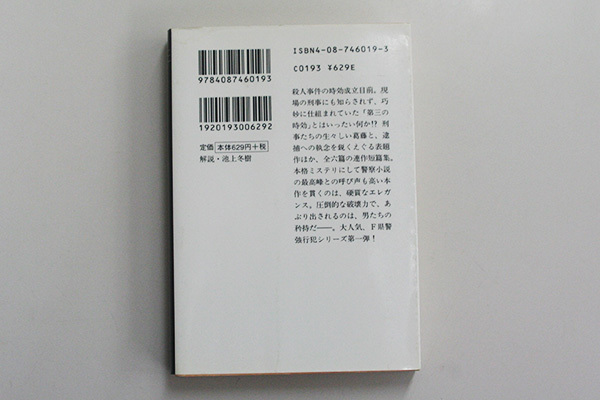 9784087460193
1920193006292
定価 本体629円+税
解説・池上冬樹
ISBN4-08-746019-3
C0193 ¥629E
殺人事件の時効成立目前。現
場の刑事にも知らされず、巧
妙に仕組まれていた「第三の
時効」とはいったい何か!? 刑
事たちの生々しい葛藤と、逮
捕への執念を鋭くえぐる表題
作ほか、全六篇の連作短篇集。
本格ミステリにして警察小説
の最高峰との呼び声も高い本
作を貫くのは、硬質なエレガ
ンス。圧倒的な破壊力で、あ
ぶり出されるのは、男たちの
矜持だ――。大人気、F県警
強行犯シリーズ第一弾！